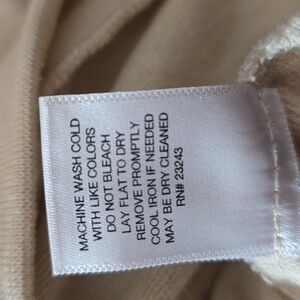 MACHINE WASH COLD
WITH LIKE COLORS
DO NOT BLEACH
LAY FLAT TO DRY
REMOVE PROMPTLY
COOL IRON IF NEEDED
MAY BE DRY CLEANED
RN# 23243